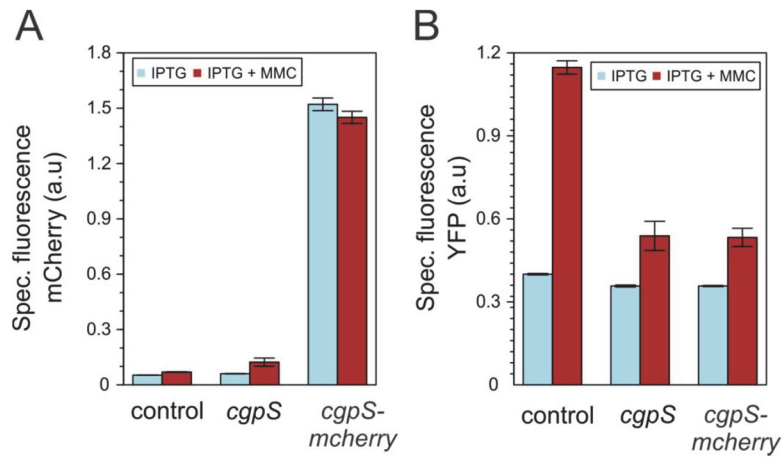 A
Spec. fluorescence
mCherry (a.u)
1.8
1.5
1.2
0.9
0.6
0.3
0
IPTG IPTG + MMC
control cgpS cgpS-
mcherry
B
Spec. fluorescence
YFP (a.u)
1.2
0.9
0.6
0.3
0
IPTG IPTG + MMC
control cgpS cgpS-
mcherry